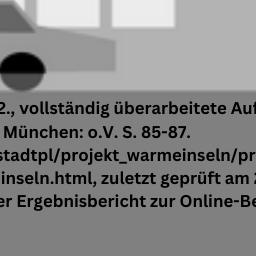 2., vollständig überarbeitete Auf
München: o.V. S. 85-87.
stadtpl/projekt_warmeinseln/pr
inseln.html, zuletzt geprüft am 2
er Ergebnisbericht zur Online-Be